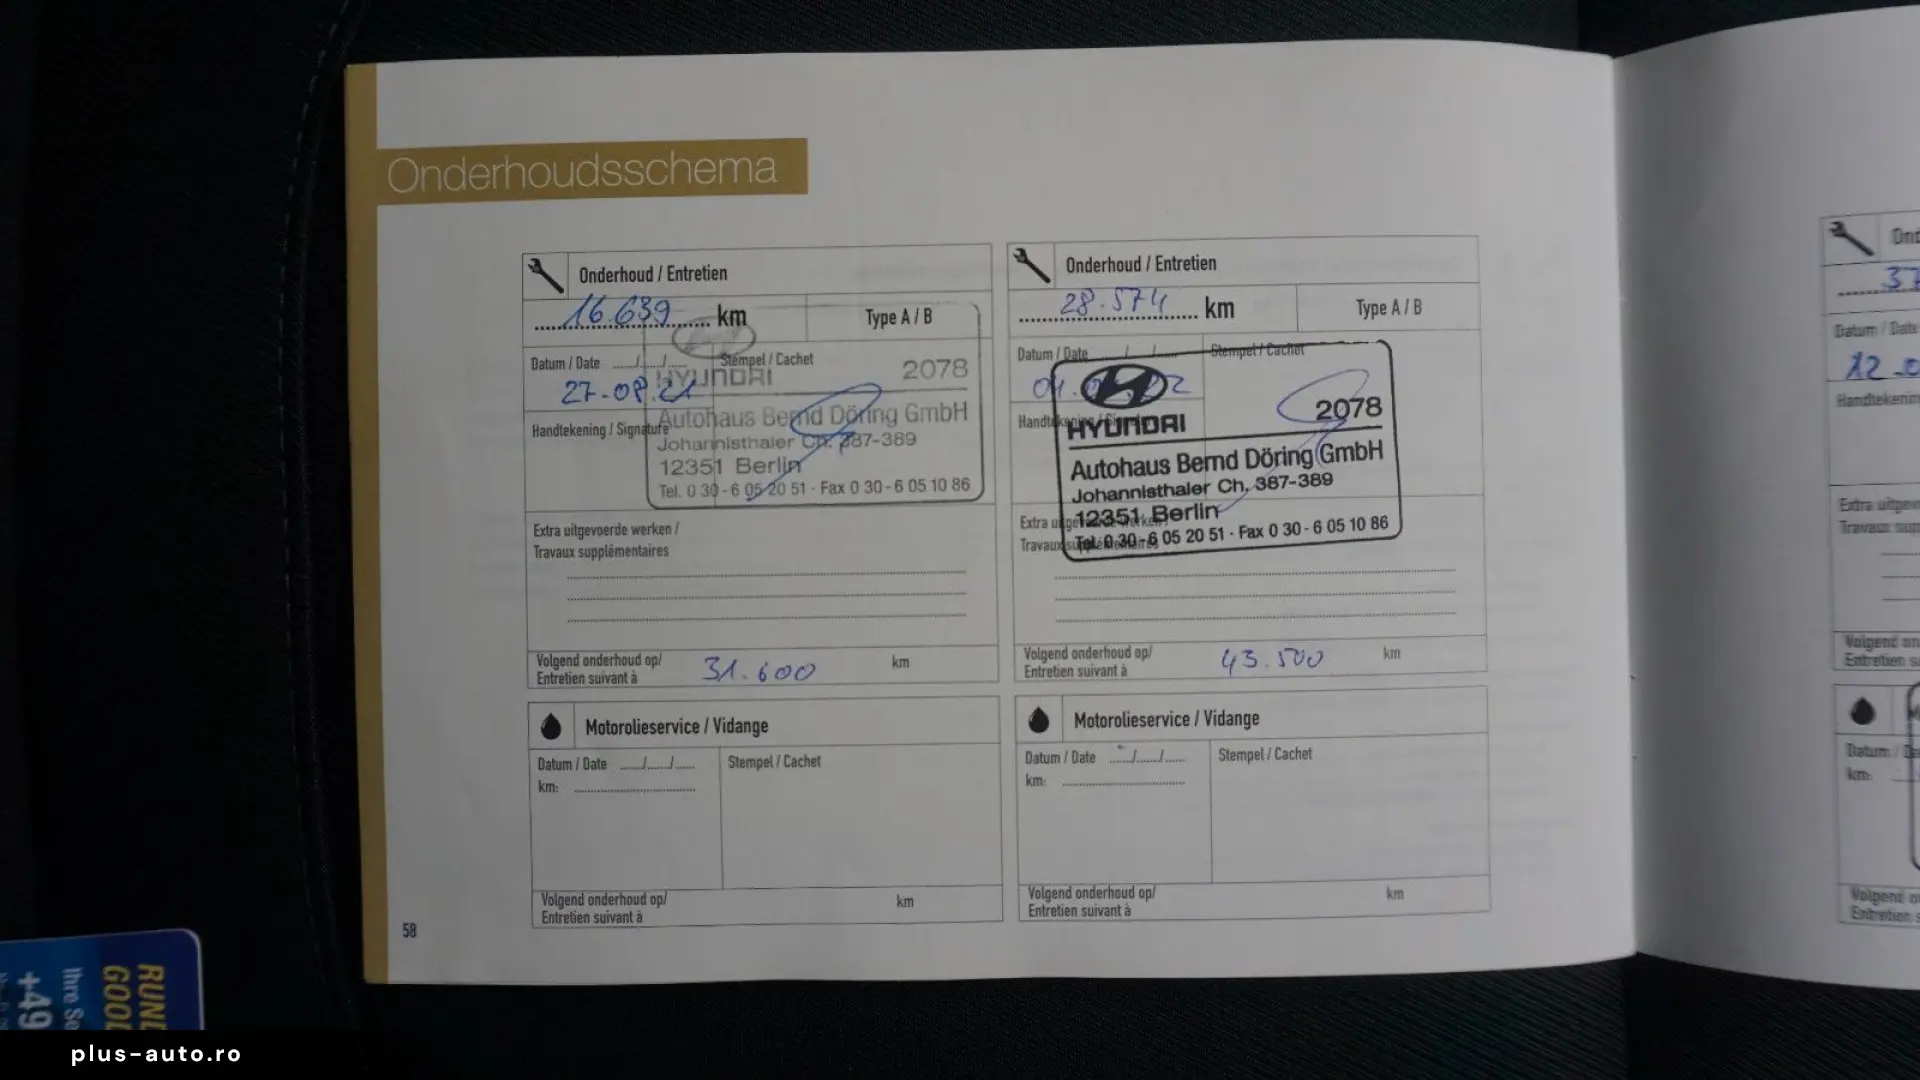 Onderhoudsschema
Onderhoud / Entretien
16.639 km
Type A / B
Datum / Date ...../...../.....
27-08.21
Stempel / Cachet
HYUNDAI
2078
Handtekening / Signature
Autohaus Bernd Döring GmbH
Johannisthaler Ch. 387-389
12351 Berlin
Tel. 0 30 - 6 05 20 51 · Fax 0 30 - 6 05 10 86
Extra uitgevoerde werken /
Travaux supplémentaires
Volgend onderhoud op/
Entretien suivant à
31.600 km
Motorolieservice / Vidange
Datum / Date ...../...../.....
km:
Stempel / Cachet
Volgend onderhoud op/
Entretien suivant à
km
58
Onderhoud / Entretien
28.574 km
Type A / B
Datum / Date
Stempel / Cachet
HYUNDAI
2078
Autohaus Bernd Döring GmbH
Johannisthaler Ch. 387-389
12351 Berlin
Tel. 0 30 - 6 05 20 51 · Fax 0 30 - 6 05 10 86
Volgend onderhoud op/
Entretien suivant à
43.500 km
Motorolieservice / Vidange
Datum / Date ...../...../.....
km:
Stempel / Cachet
Volgend onderhoud op/
Entretien suivant à
km
Datum / Date
Ihre Se
+49
plus-auto.ro